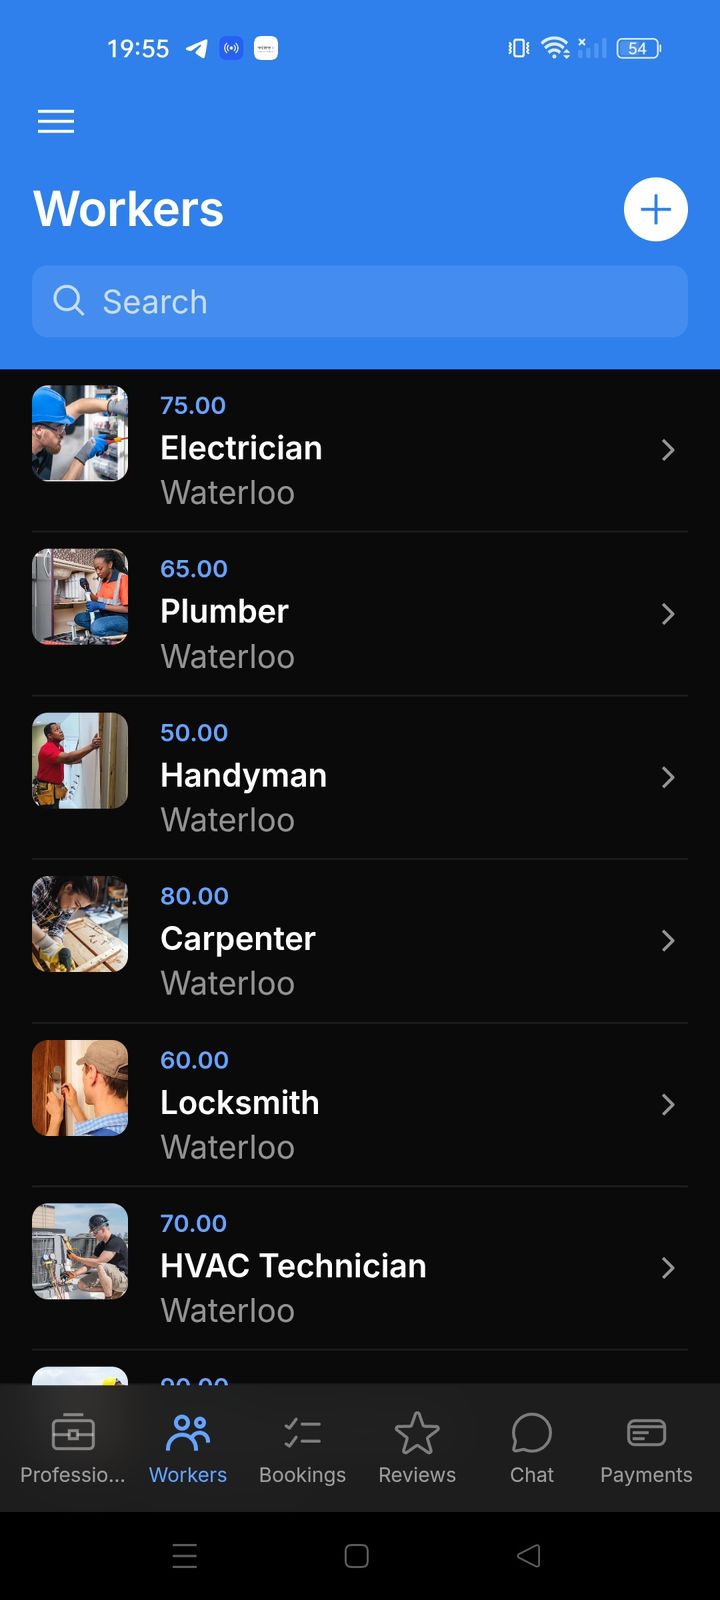 19:55
54
Workers
Search
75.00
Electrician
Waterloo
65.00
Plumber
Waterloo
50.00
Handyman
Waterloo
80.00
Carpenter
Waterloo
60.00
Locksmith
Waterloo
70.00
HVAC Technician
Waterloo
Professio... Workers Bookings Reviews Chat Payments